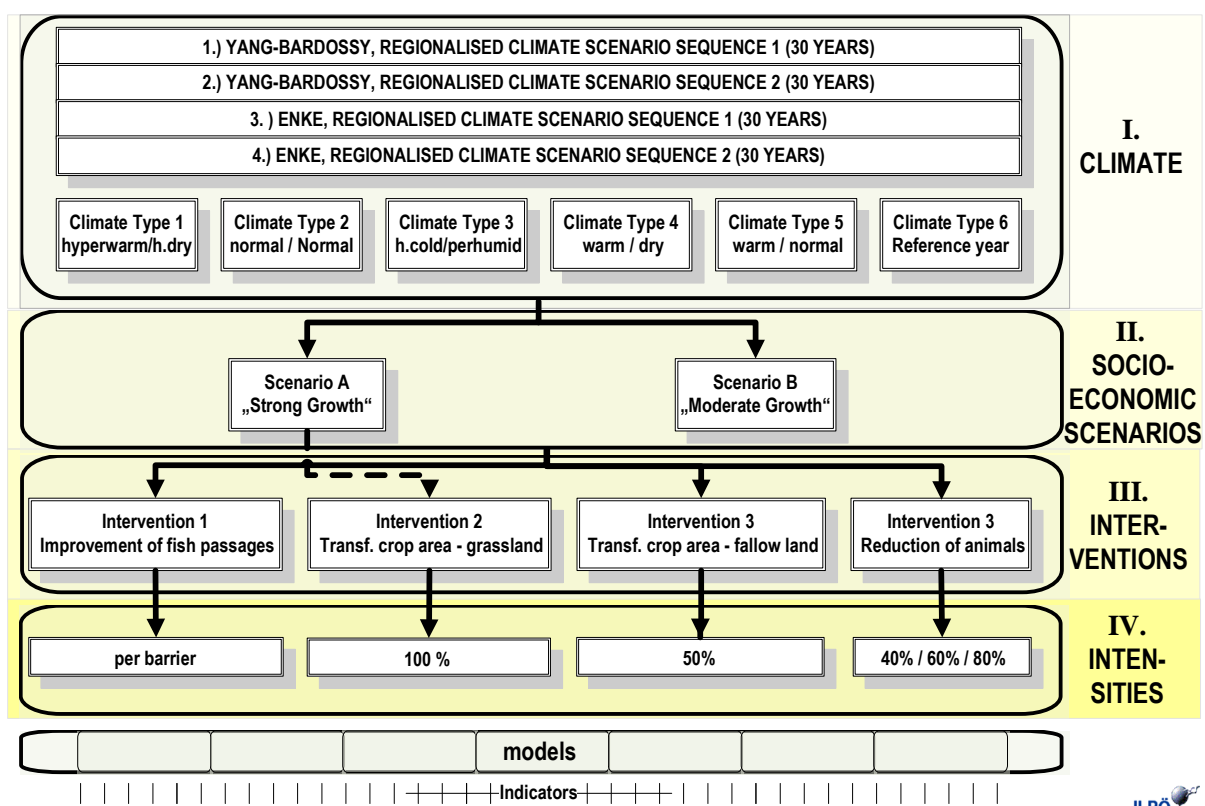 1.) YANG-BARDOSSY, REGIONALISED CLIMATE SCENARIO SEQUENCE 1 (30 YEARS)
2.) YANG-BARDOSSY, REGIONALISED CLIMATE SCENARIO SEQUENCE 2 (30 YEARS)
3. ) ENKE, REGIONALISED CLIMATE SCENARIO SEQUENCE 1 (30 YEARS)
4.) ENKE, REGIONALISED CLIMATE SCENARIO SEQUENCE 2 (30 YEARS)
I.
CLIMATE
Climate Type 1
hyperwarm/h.dry
Climate Type 2
normal / Normal
Climate Type 3
h.cold/perhumid
Climate Type 4
warm / dry
Climate Type 5
warm / normal
Climate Type 6
Reference year
II.
SOCIO-
ECONOMIC
SCENARIOS
Scenario A
„Strong Growth“
Scenario B
„Moderate Growth“
III.
INTER-
VENTIONS
Intervention 1
Improvement of fish passages
Intervention 2
Transf. crop area - grassland
Intervention 3
Transf. crop area - fallow land
Intervention 3
Reduction of animals
IV.
INTEN-
SITIES
per barrier
100 %
50%
40% / 60% / 80%
models
Indicators